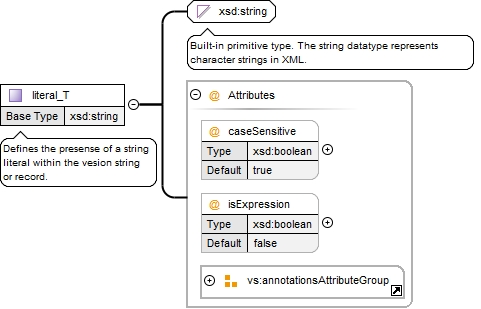 xsd:string
Built-in primitive type. The string datatype represents
character strings in XML.
literal_T
Base Type xsd:string
Defines the presense of a string
literal within the vesion string
or record.
@ Attributes
@ caseSensitive
Type xsd:boolean
Default true
@ isExpression
Type xsd:boolean
Default false
vs:annotationsAttributeGroup